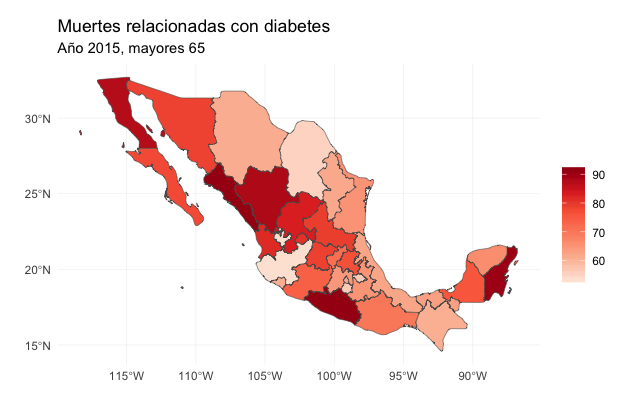 Muertes relacionadas con diabetes
Año 2015, mayores 65
30°N
25°N
20°N
15°N
115°W
110°W
105°W
100°W
95°W
90°W
90
80
70
60